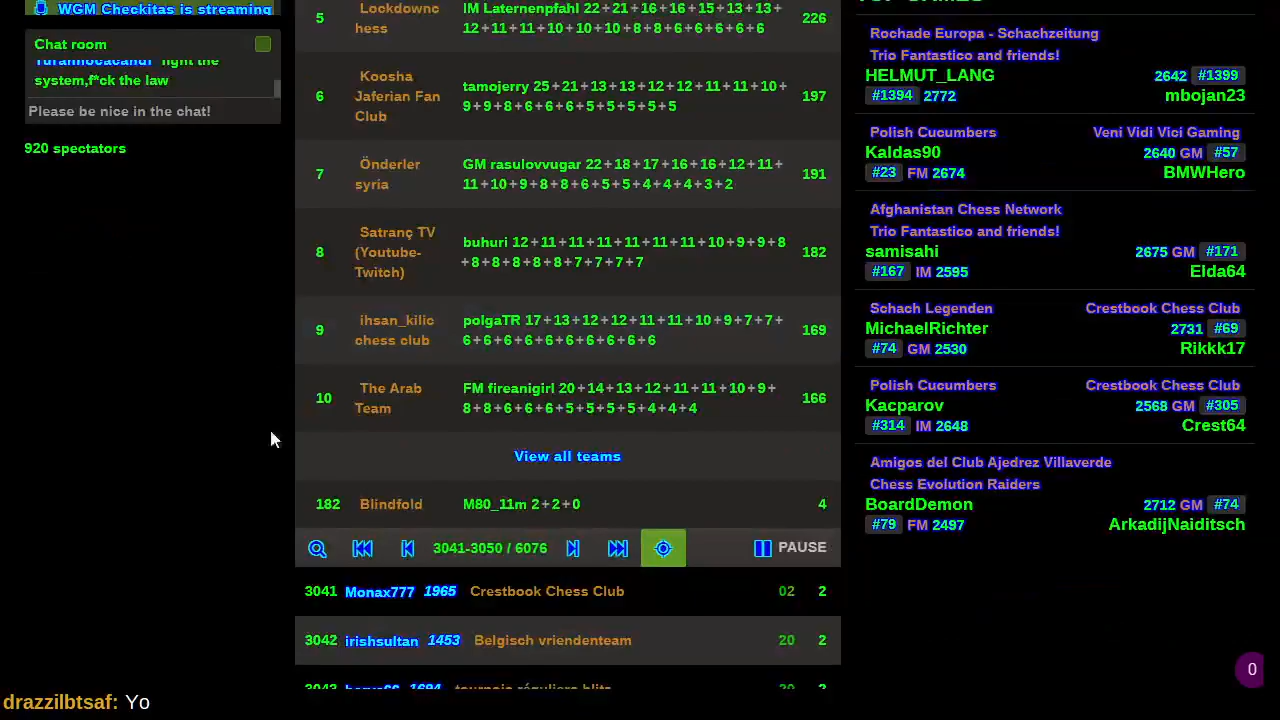 WGM Checkitas is streaming
Chat room
fight the
system,f*ck the law
Please be nice in the chat!
920 spectators
5 Lockdownc hess IM Laternenpfahl 22+21+16+16+15+13+13+ 226
12+11+11+10+10+10+8+8+6+6+6+6+6
6 Koosha Jaferian Fan Club tamojerry 25+21+13+13+12+12+11+11+10+ 197
9+9+8+6+6+6+5+5+5+5+5
7 Önderler syria GM rasulovvugar 22+18+17+16+16+12+11+ 191
11+10+9+8+8+6+5+5+4+4+4+3+2
8 Satranç TV (Youtube-Twitch) buhuri 12+11+11+11+11+11+11+10+9+9+8 182
+8+8+8+8+8+7+7+7+7
9 ihsan_kilic chess club polgaTR 17+13+12+12+11+11+10+9+7+7+ 169
6+6+6+6+6+6+6+6+6+6
10 The Arab Team FM fireanigirl 20+14+13+12+11+11+10+9+ 166
8+8+6+6+6+5+5+5+5+4+4+4
View all teams
182 Blindfold M80_11m 2+2+0 4
3041-3050 / 6076 PAUSE
3041 Monax777 1965 Crestbook Chess Club 02 2
3042 irishsultan 1453 Belgisch vriendenteam 20 2
Rochade Europa - Schachzeitung
Trio Fantastico and friends!
HELMUT_LANG 2642 #1399
#1394 2772 mbojan23
Polish Cucumbers Veni Vidi Vici Gaming
Kaldas90 2640 GM #57
#23 FM 2674 BMWHero
Afghanistan Chess Network
Trio Fantastico and friends!
samisahi 2675 GM #171
#167 IM 2595 Elda64
Schach Legenden Crestbook Chess Club
MichaelRichter 2731 #69
#74 GM 2530 Rikkk17
Polish Cucumbers Crestbook Chess Club
Kacparov 2568 GM #305
#314 IM 2648 Crest64
Amigos del Club Ajedrez Villaverde
Chess Evolution Raiders
BoardDemon 2712 GM #74
#79 FM 2497 ArkadijNaiditsch
0
drazzilbtsaf: Yo